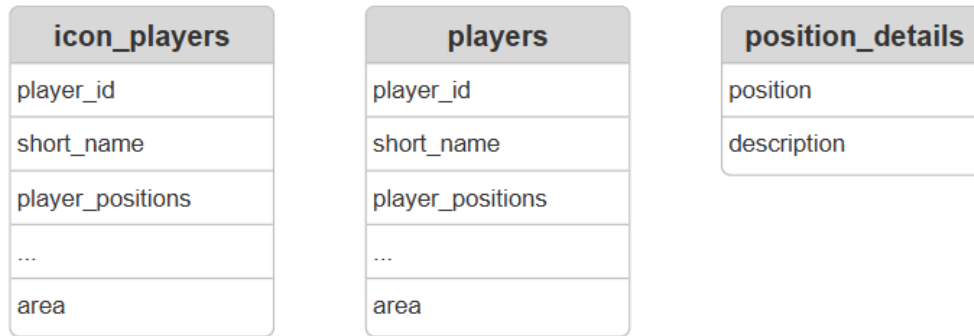 icon_players
player_id
short_name
player_positions
...
area
players
player_id
short_name
player_positions
...
area
position_details
position
description